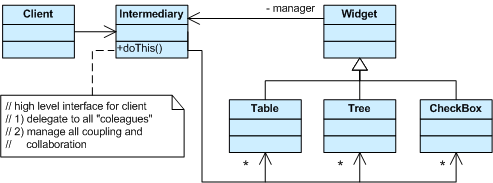 Client
Intermediary
- manager
Widget
+doThis()
// high level interface for client
// 1) delegate to all "coleagues"
// 2) manage all coupling and
//     collaboration
Table
Tree
CheckBox
*
*
*